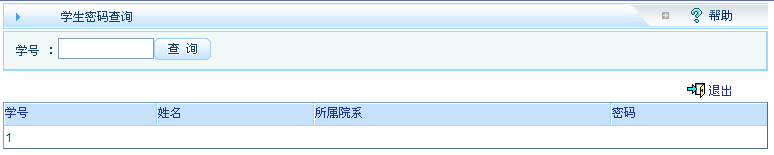 学生密码查询 帮助
学号 : 查 询
退出
学号 姓名 所属院系 密码
1